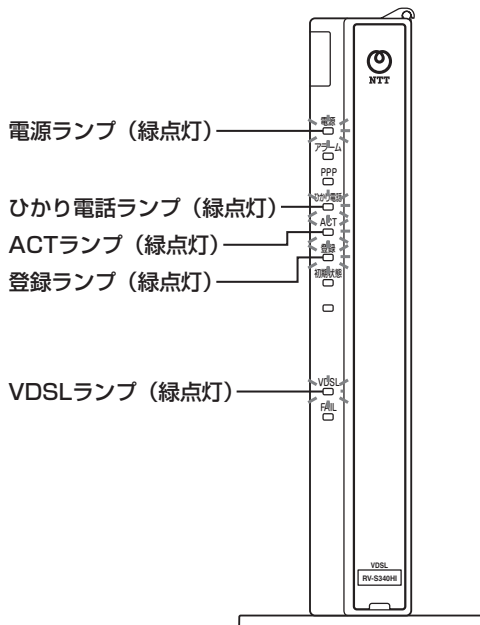 NTT
電源ランプ（緑点灯）
電源
アラーム
PPP
ひかり電話ランプ（緑点灯）
ひかり電話
ACTランプ（緑点灯）
ACT
登録ランプ（緑点灯）
登録
初期状態
VDSLランプ（緑点灯）
VDSL
FAIL
VDSL
RV-S340HI